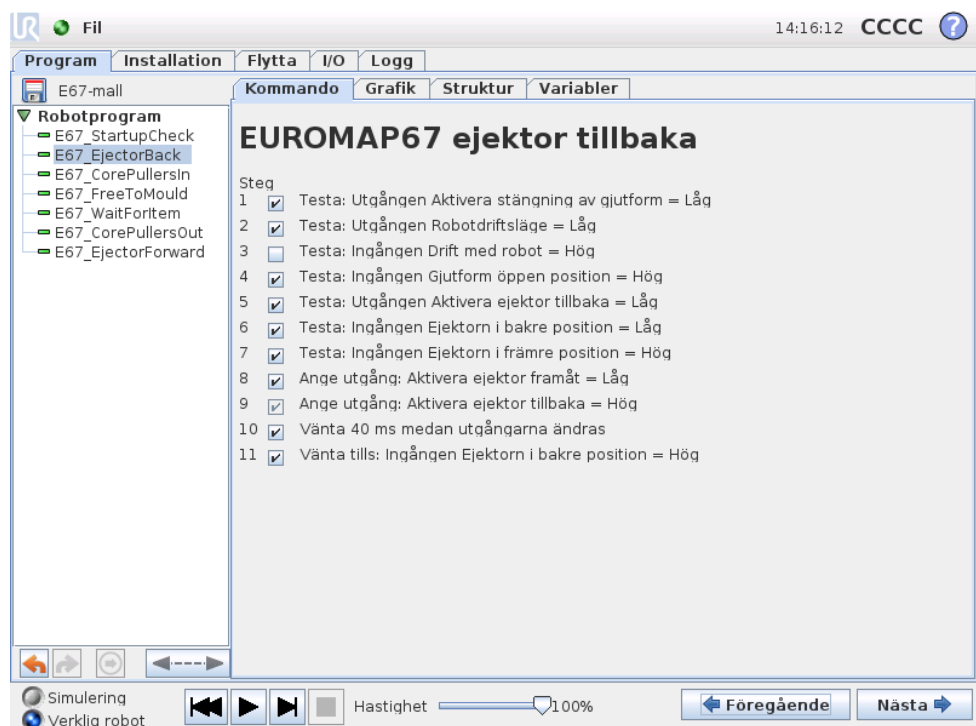 UR Fil 14:16:12 CCCC ?
Program Installation Flytta I/O Logg
E67-mall
Kommando Grafik Struktur Variabler
Robotprogram
E67_StartupCheck
E67_EjectorBack
E67_CorePullersIn
E67_FreeToMould
E67_WaitForItem
E67_CorePullersOut
E67_EjectorForward
EUROMAP67 ejektor tillbaka
Steg
1 Testa: Utgången Aktivera stängning av gjutform = Låg
2 Testa: Utgången Robotdriftsläge = Låg
3 Testa: Ingången Drift med robot = Hög
4 Testa: Ingången Gjutform öppen position = Hög
5 Testa: Utgången Aktivera ejektor tillbaka = Låg
6 Testa: Ingången Ejektorn i bakre position = Låg
7 Testa: Ingången Ejektorn i främre position = Hög
8 Ange utgång: Aktivera ejektor framåt = Låg
9 Ange utgång: Aktivera ejektor tillbaka = Hög
10 Vänta 40 ms medan utgångarna ändras
11 Vänta tills: Ingången Ejektorn i bakre position = Hög
Simulering
Verklig robot
Hastighet 100%
Föregående Nästa